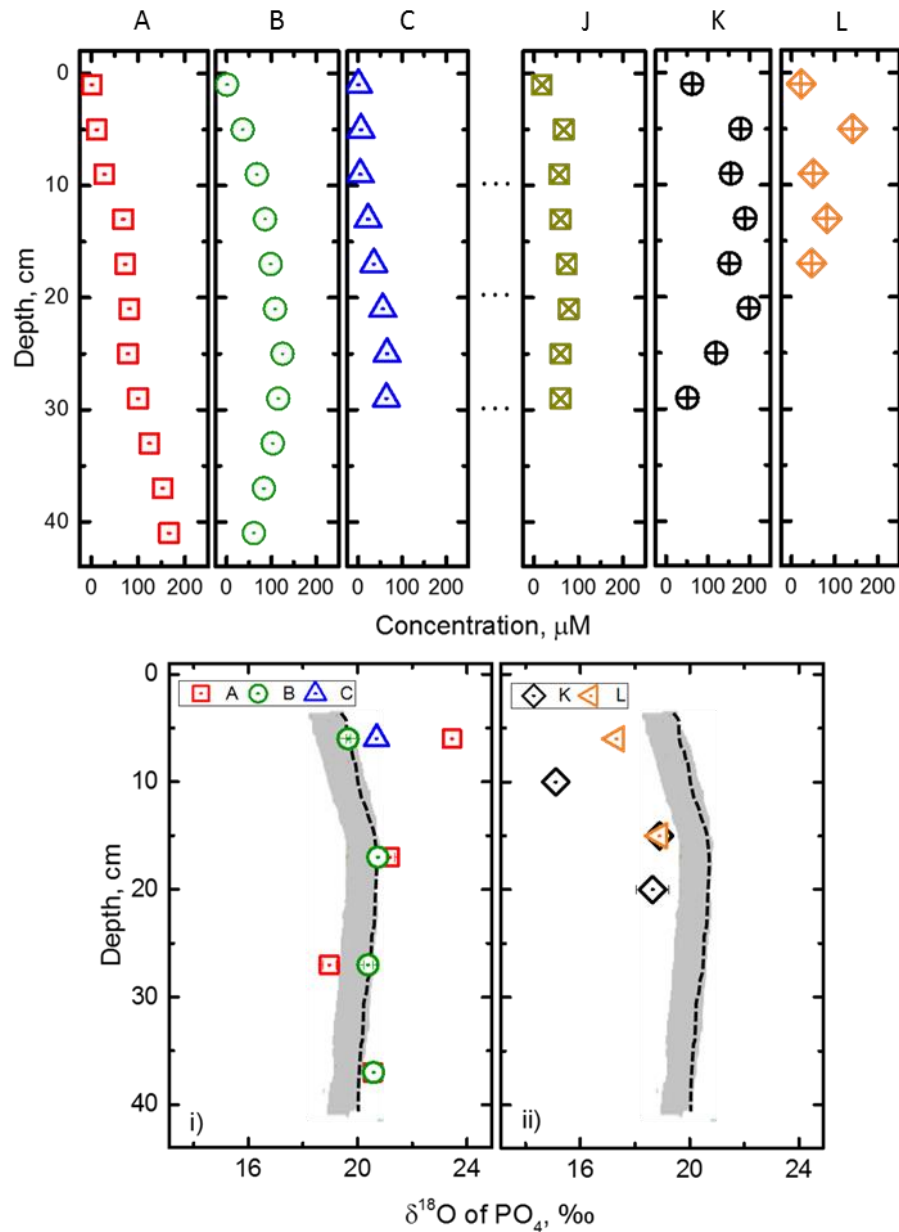 A B C J K L
0
10
20
30
40
Depth, cm
... 
...
...
0 100 200 0 100 200 0 100 200 0 100 200 0 100 200 0 100 200
Concentration, μM
0
10
20
30
40
Depth, cm
A B C
K L
i)
ii)
16 20 24 16 20 24
δ18O of PO4, ‰